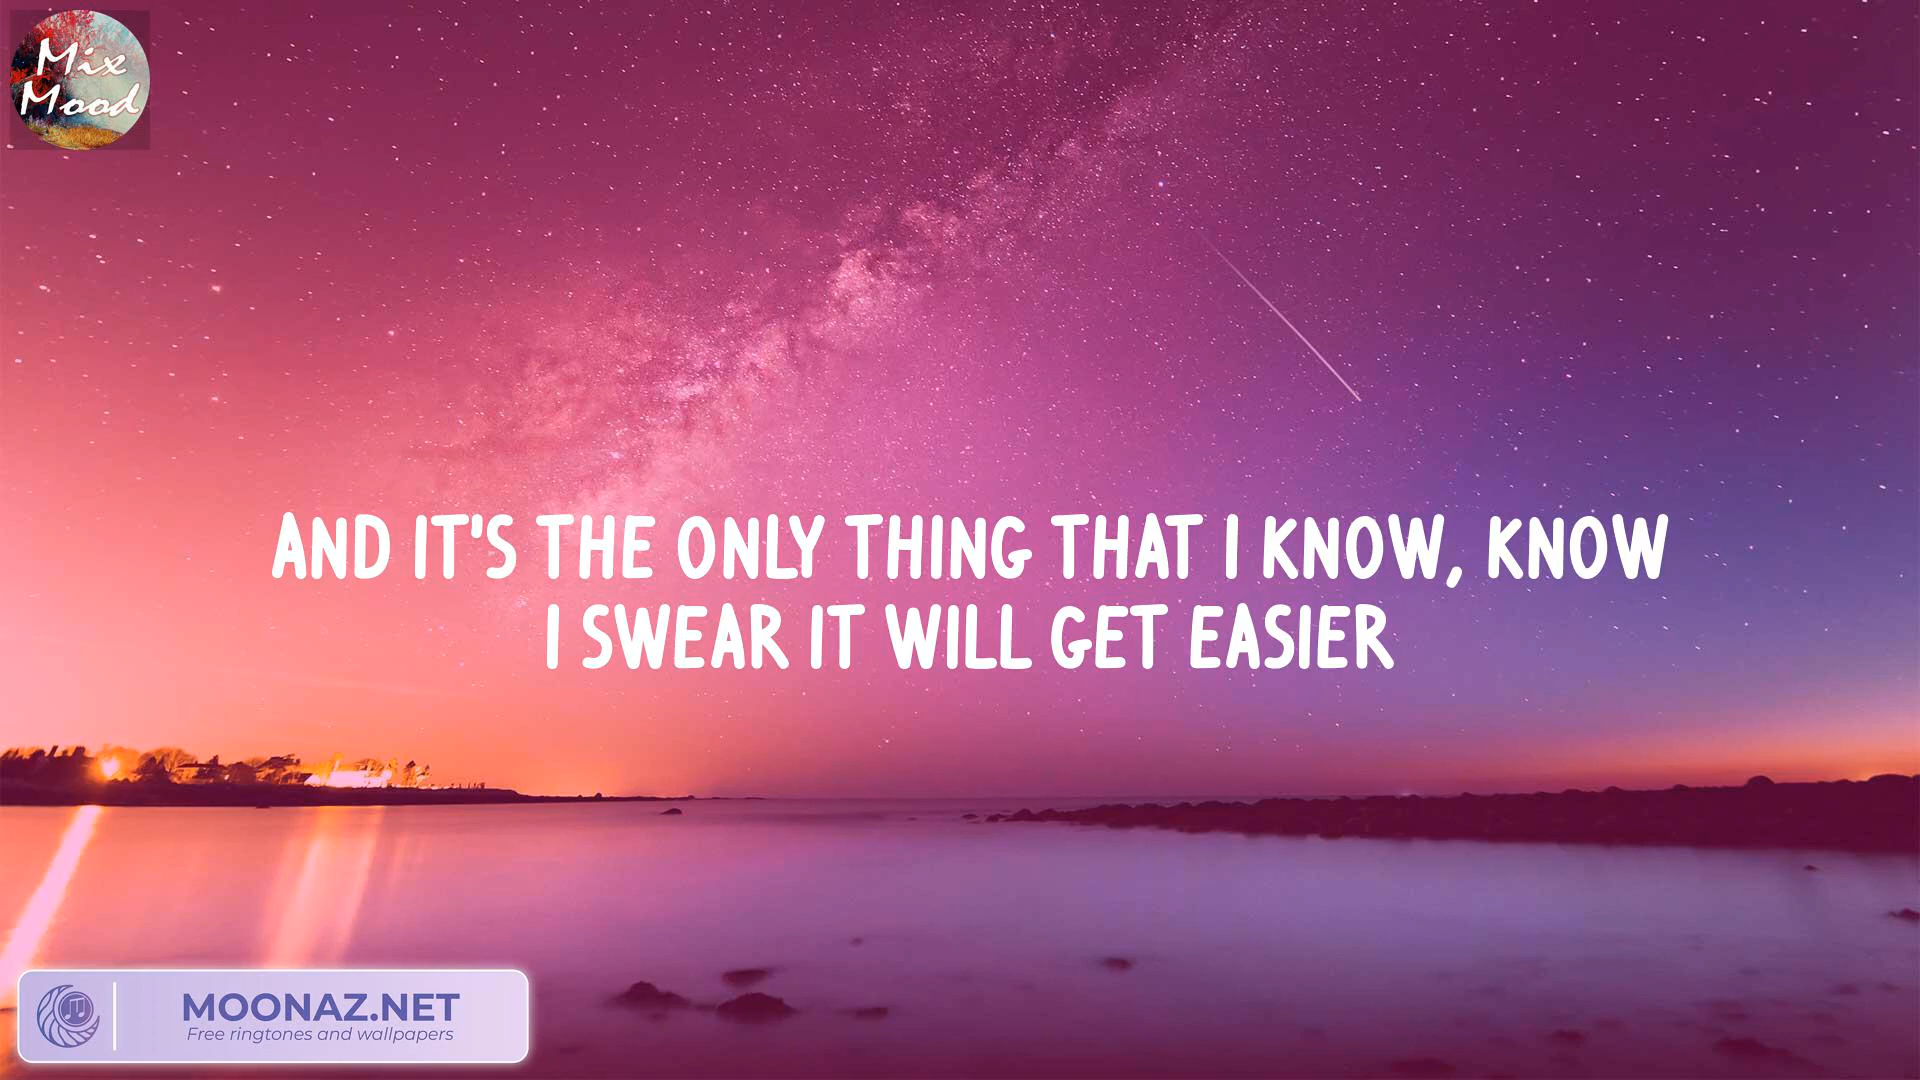 Mix
Mood
AND IT'S THE ONLY THING THAT I KNOW, KNOW
I SWEAR IT WILL GET EASIER
MOONAZ.NET
Free ringtones and wallpapers